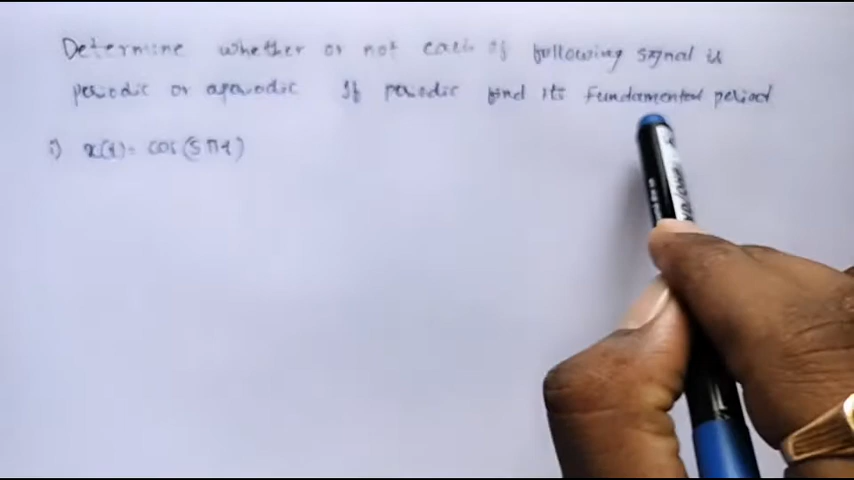 Determine whether or not each of following signal is
periodic or aperiodic If periodic find its Fundamental period
i) x(t) = cos(5πt)